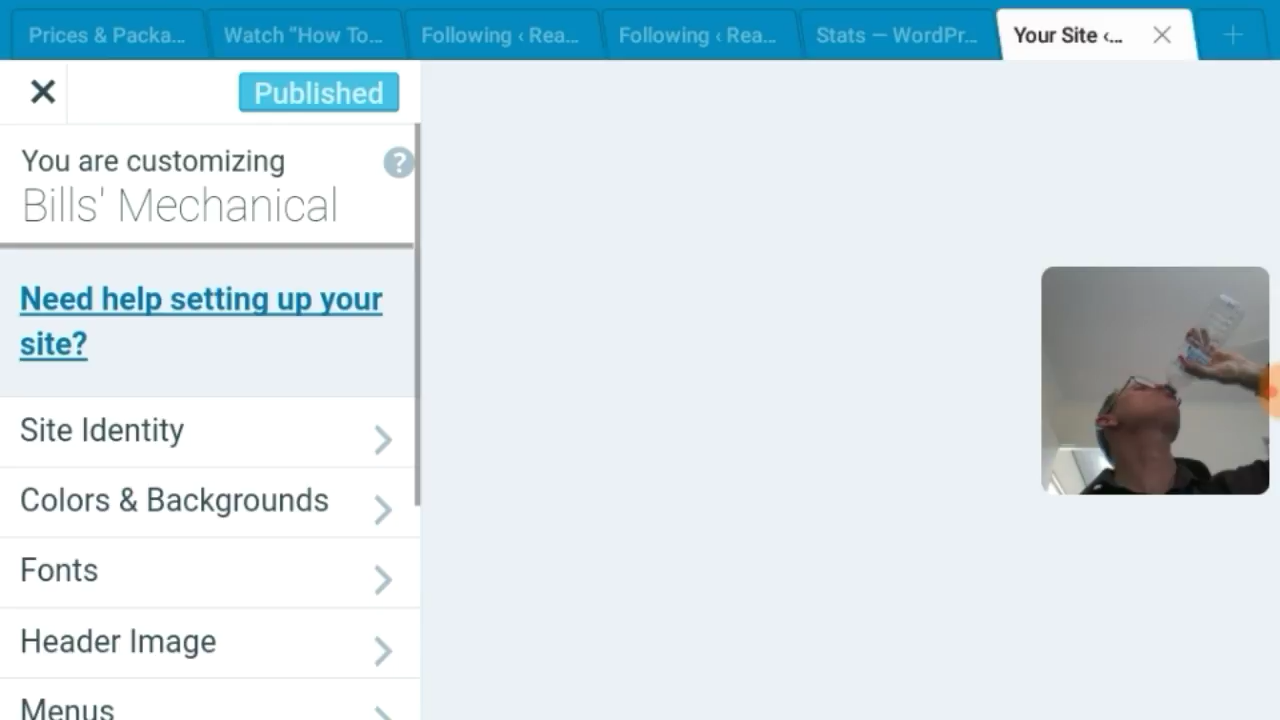 Prices & Packa...
Watch "How To...
Following ‹ Rea...
Following ‹ Rea...
Stats — WordPr...
Your Site ‹...
Published
You are customizing
Bills' Mechanical
Need help setting up your
site?
Site Identity
Colors & Backgrounds
Fonts
Header Image
Menus